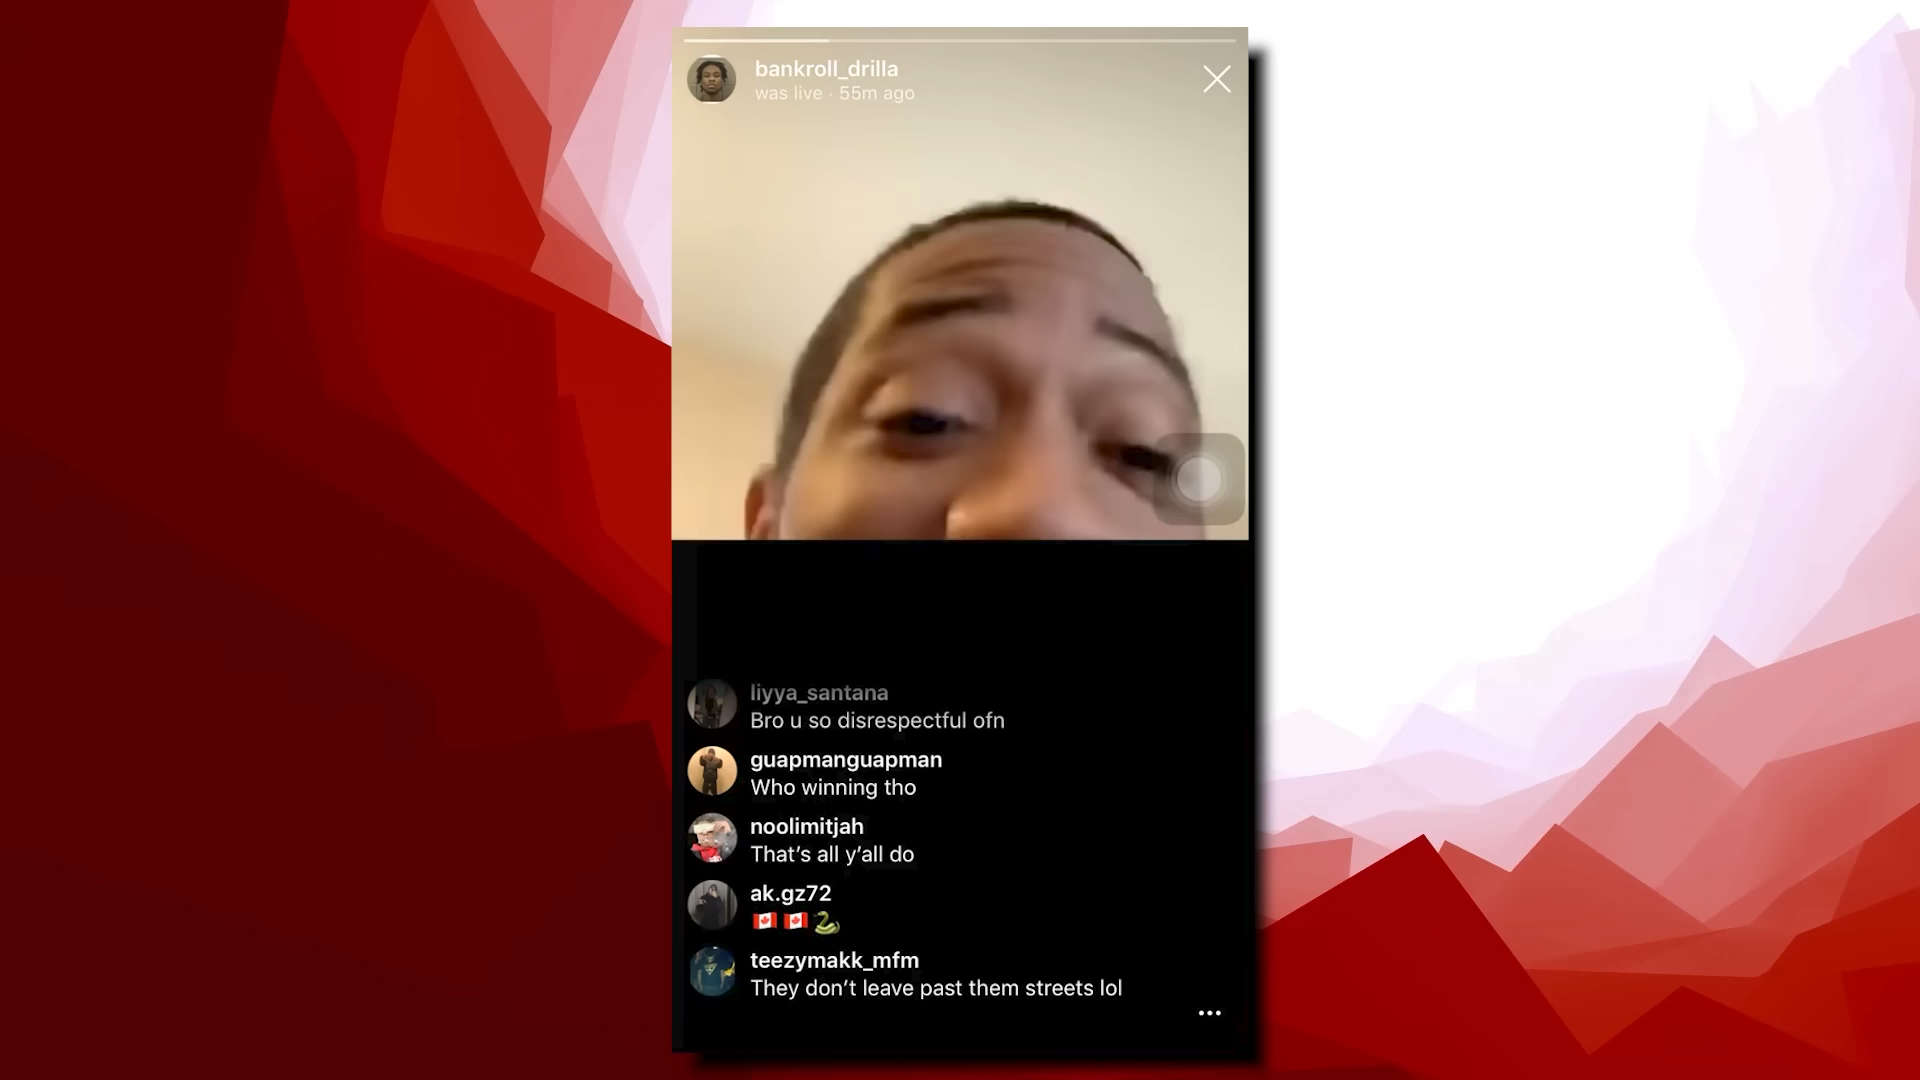 bankroll_drilla
was live · 55m ago
liyya_santana
Bro u so disrespectful ofn
guapmanguapman
Who winning tho
noolimitjah
That’s all y’all do
ak.gz72
🇨🇦🇨🇦🐍
teezymakk_mfm
They don’t leave past them streets lol